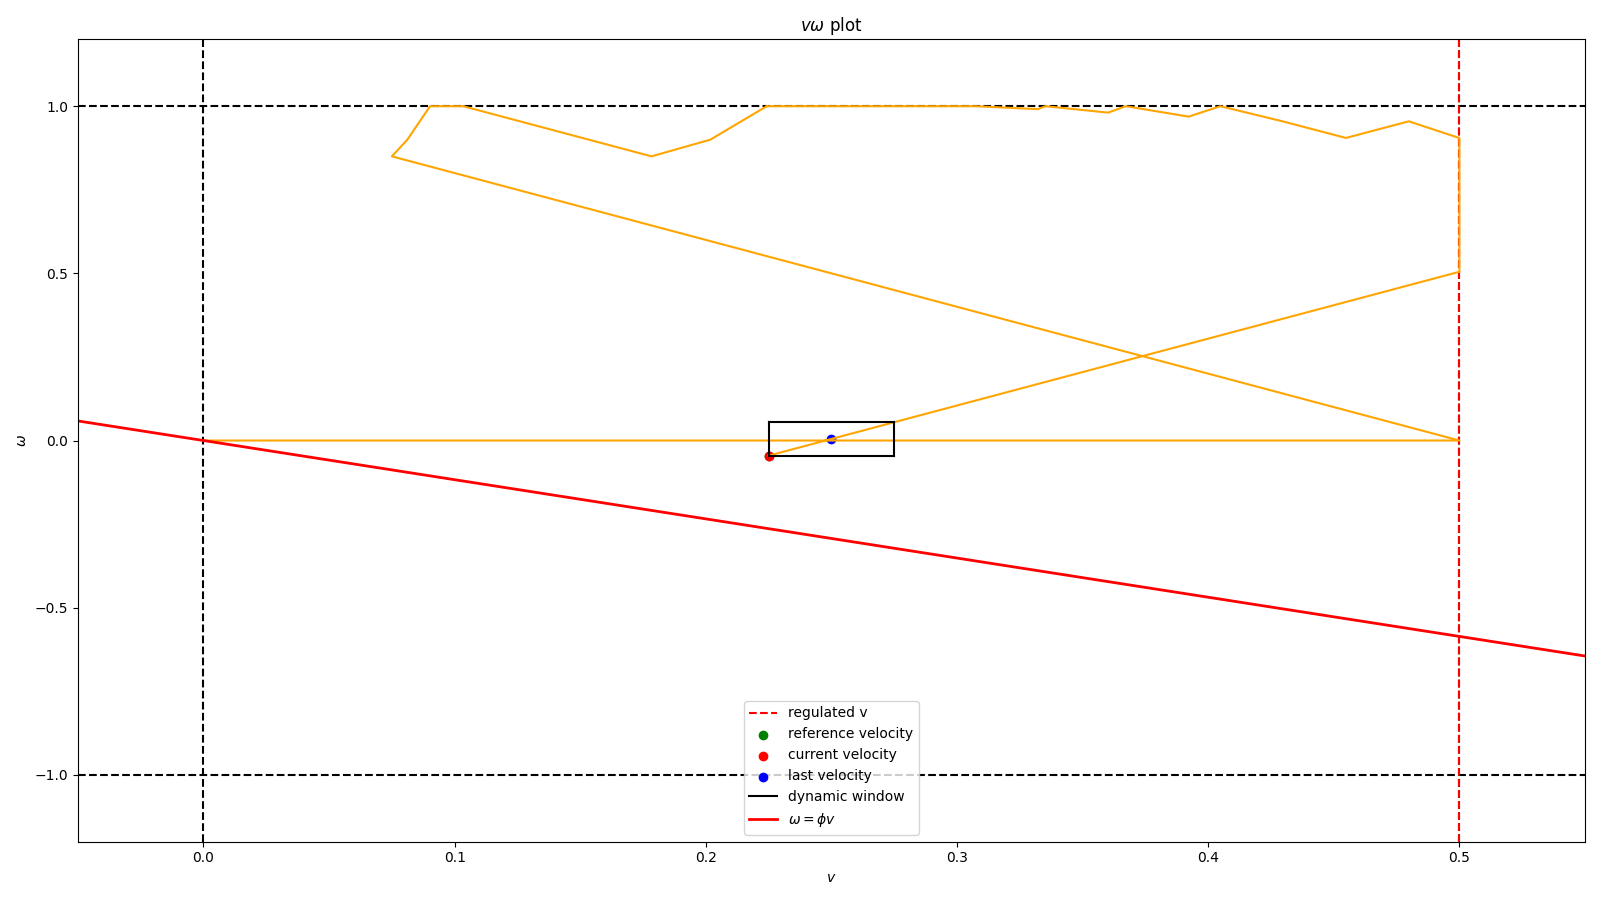 vω plot
1.0
0.5
0.0
−0.5
−1.0
ω
0.0
0.1
0.2
0.3
0.4
0.5
v
regulated v
reference velocity
current velocity
last velocity
dynamic window
ω = ϕv